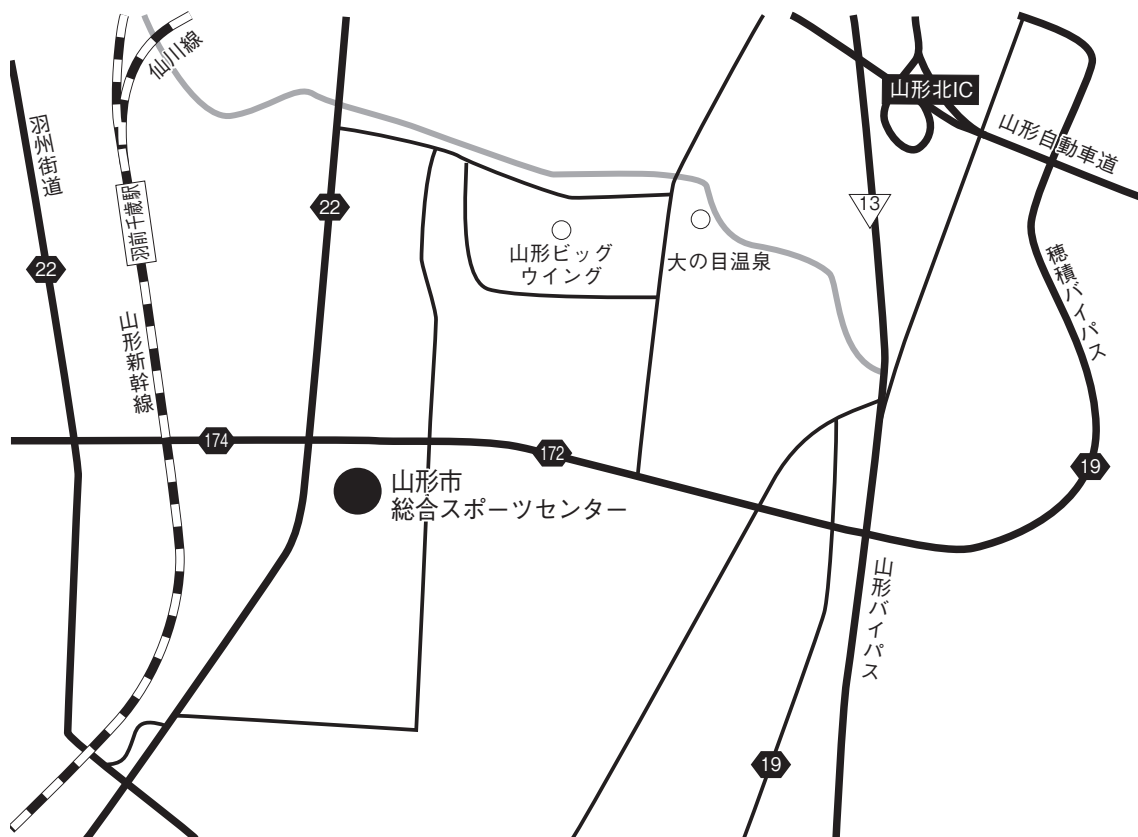 仙川線
山形北IC
山形自動車道
羽州街道
羽前千歳駅
22
13
22
山形ビッグ
ウイング
大の目温泉
穂積バイパス
山形新幹線
174
172
19
山形市
総合スポーツセンター
山形バイパス
19